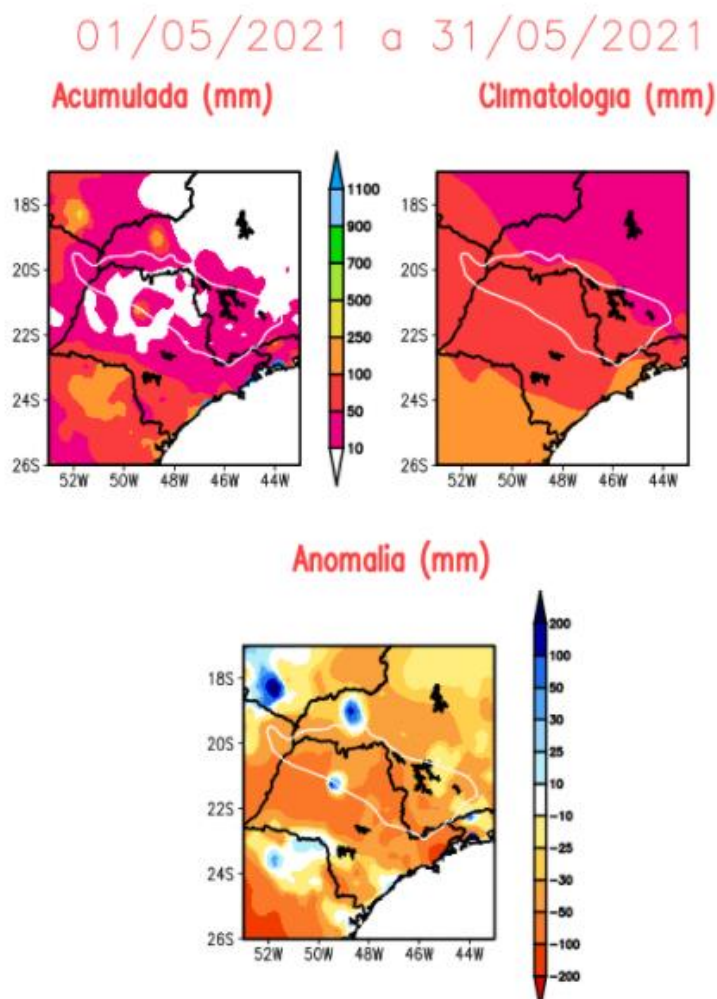 01/05/2021 a 31/05/2021
Acumulada (mm)
Climatologia (mm)
18S
20S
22S
24S
26S
52W 50W 48W 46W 44W
1100
900
700
500
250
100
50
10
18S
20S
22S
24S
26S
52W 50W 48W 46W 44W
Anomalia (mm)
18S
20S
22S
24S
26S
52W 50W 48W 46W 44W
200
100
50
30
25
10
-10
-25
-30
-50
-100
-200